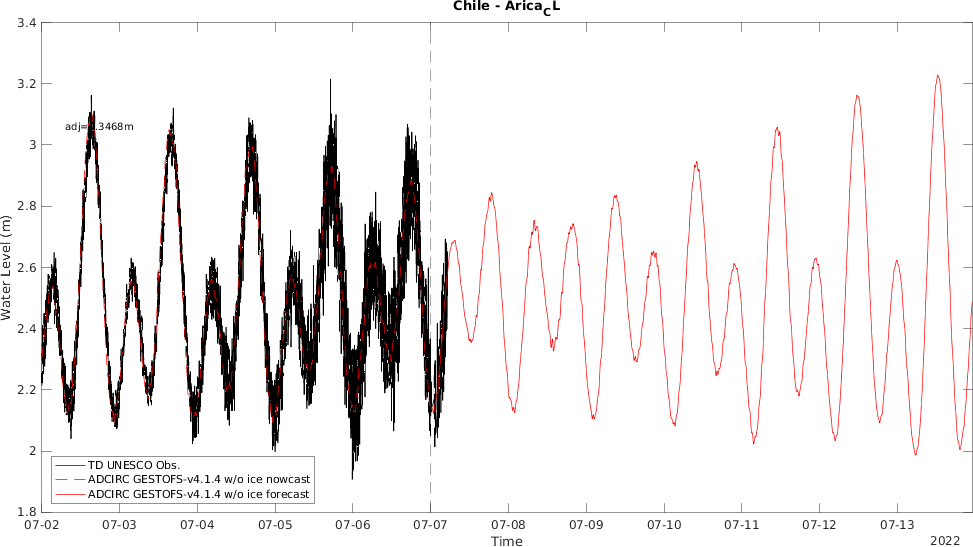 Chile - AricaCL
3.4
3.2
3
2.8
2.6
2.4
2.2
2
1.8
Water Level (m)
TD UNESCO Obs.
ADCIRC GESTOFS-v4.1.4 w/o ice nowcast
ADCIRC GESTOFS-v4.1.4 w/o ice forecast
07-02 07-03 07-04 07-05 07-06 07-07 07-08 07-09 07-10 07-11 07-12 07-13
Time
2022